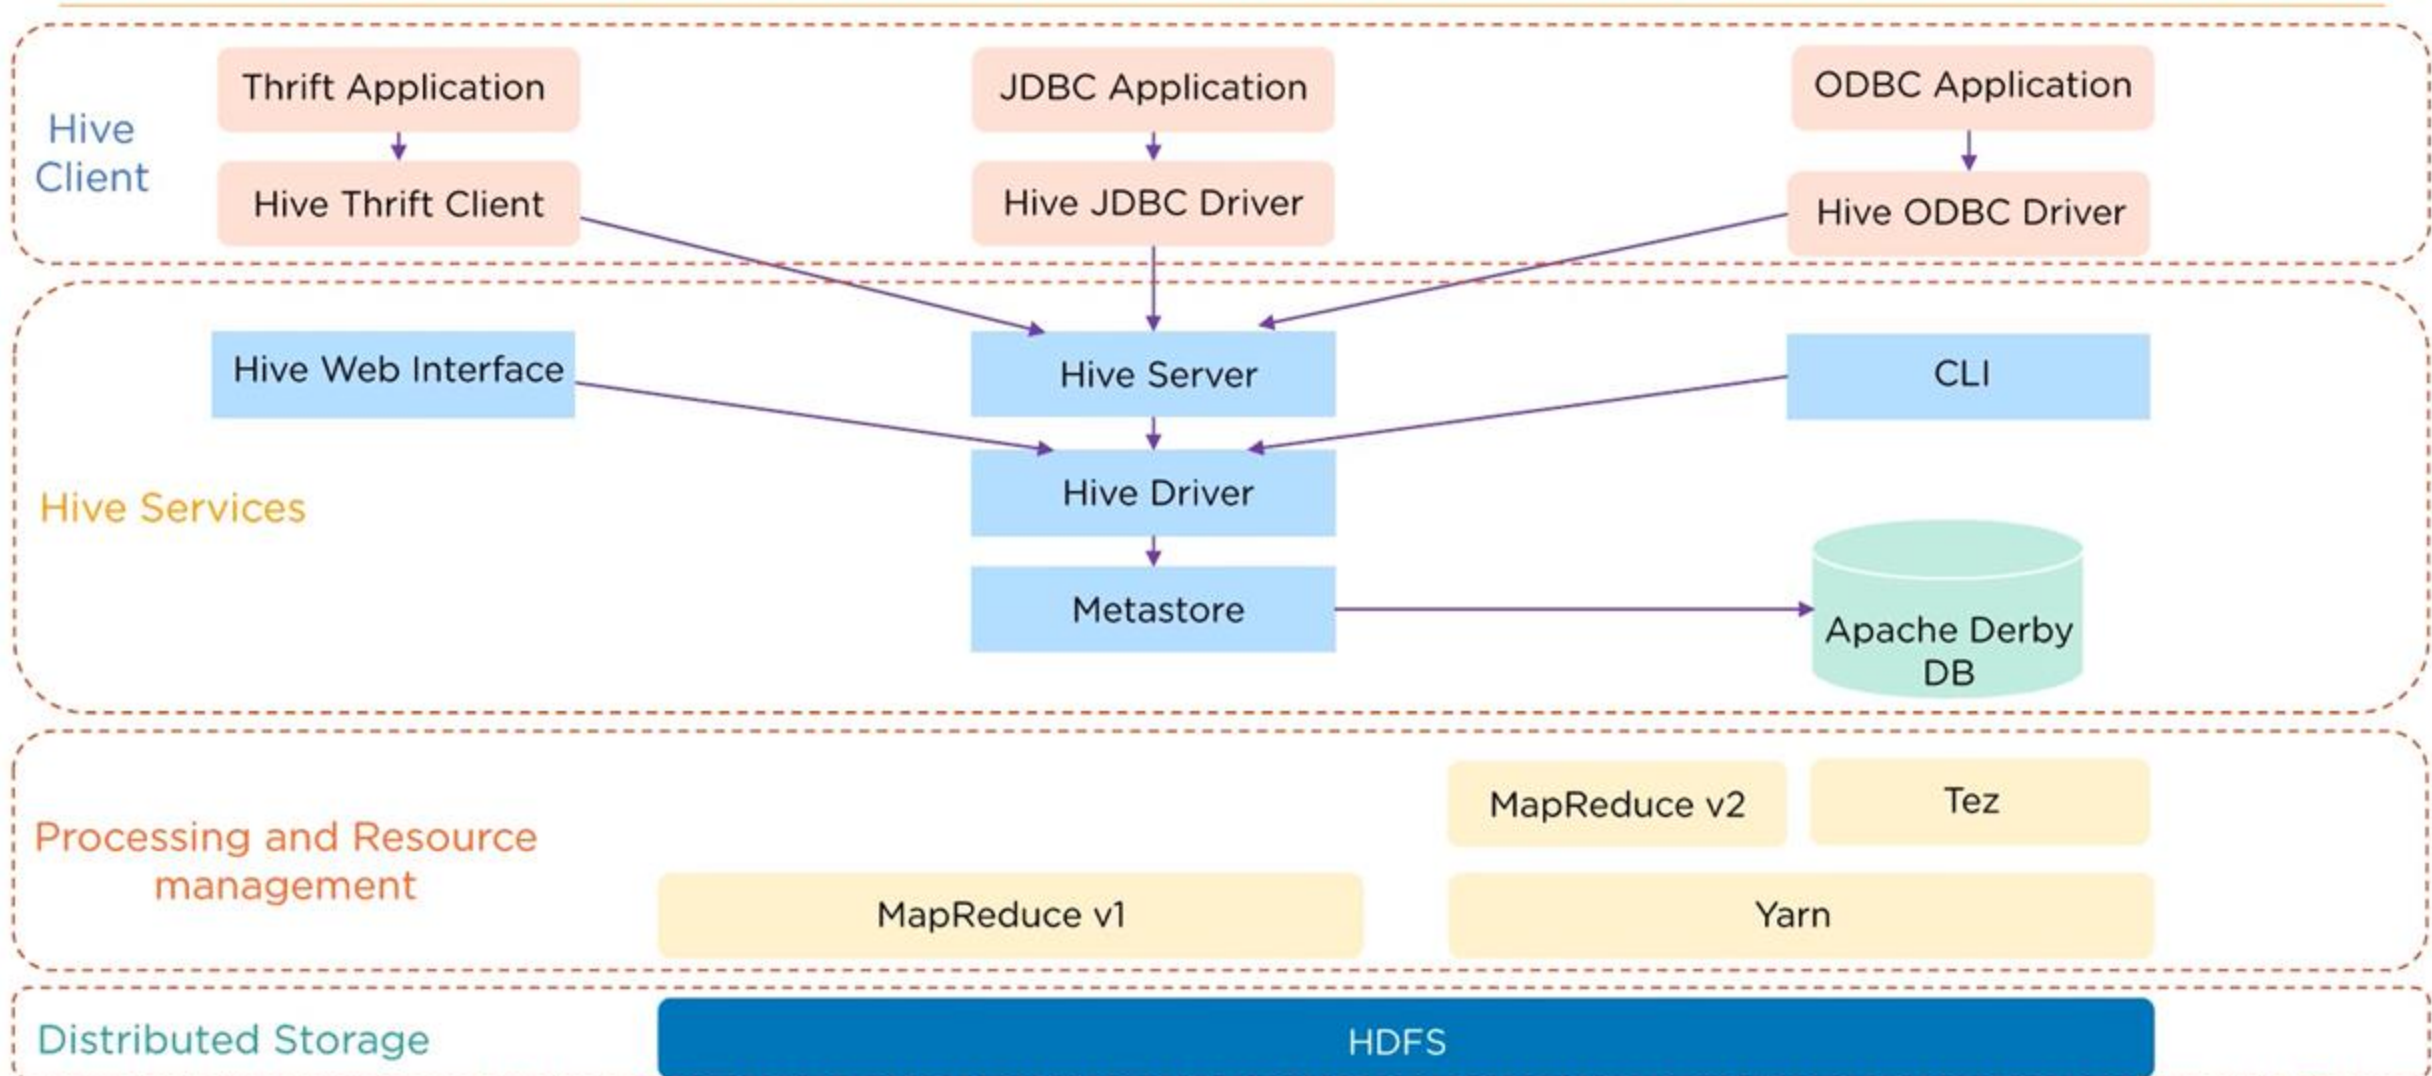 Thrift Application
JDBC Application
ODBC Application
Hive
Client
Hive Thrift Client
Hive JDBC Driver
Hive ODBC Driver
Hive Web Interface
Hive Server
CLI
Hive Driver
Hive Services
Metastore
Apache Derby
DB
MapReduce v2
Tez
Processing and Resource
management
MapReduce v1
Yarn
Distributed Storage
HDFS